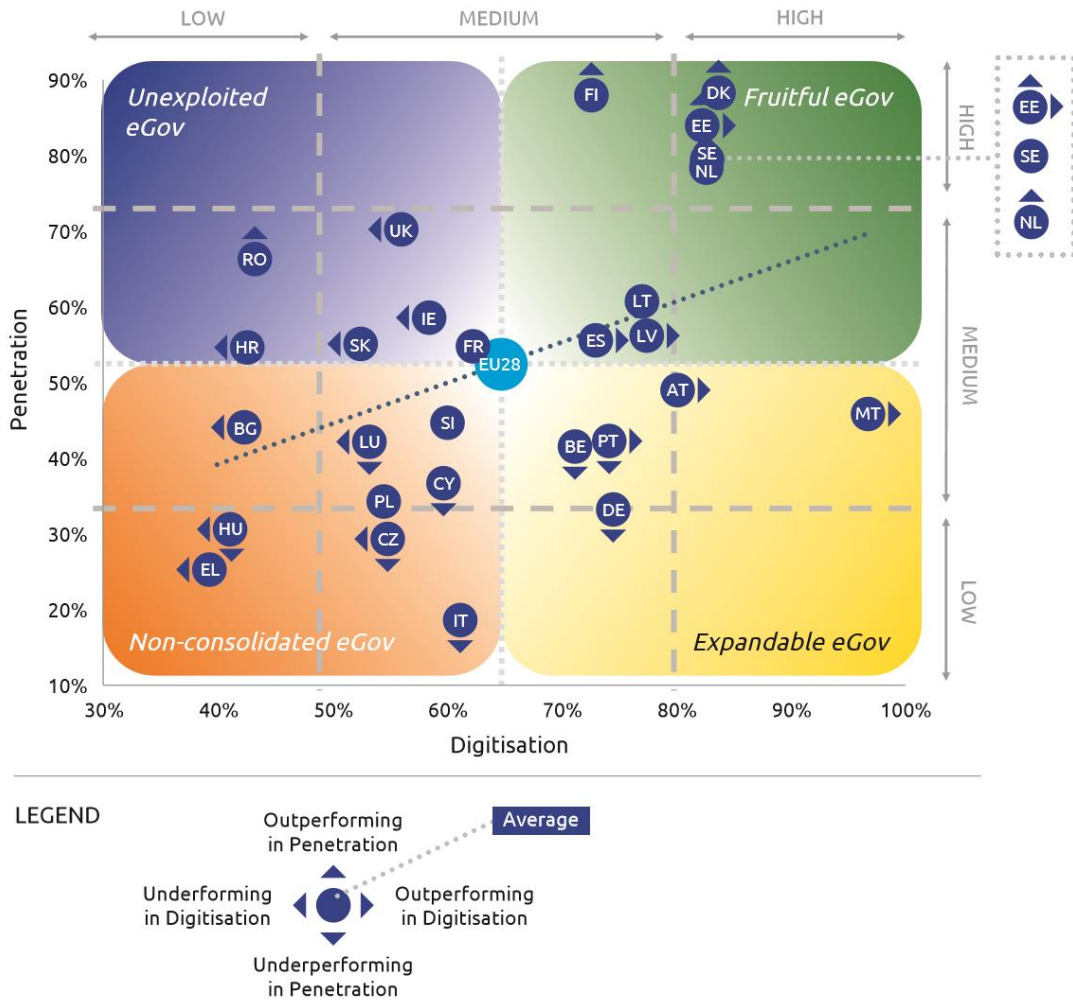 LOW
MEDIUM
HIGH
90%
80%
70%
60%
50%
40%
30%
20%
10%
Penetration
Unexploited
eGov
Fruitful eGov
FI
DK
EE
SE
NL
UK
RO
IE
LT
HR
SK
FR
EU28
ES
LV
AT
MT
BG
LU
SI
BE
PT
PL
CY
DE
HU
CZ
EL
IT
Non-consolidated eGov
Expandable eGov
HIGH
MEDIUM
LOW
EE
SE
NL
30%
40%
50%
60%
70%
80%
90%
100%
Digitisation
LEGEND
Outperforming
in Penetration
Average
Underforming
in Digitisation
Outperforming
in Digitisation
Underperforming
in Penetration